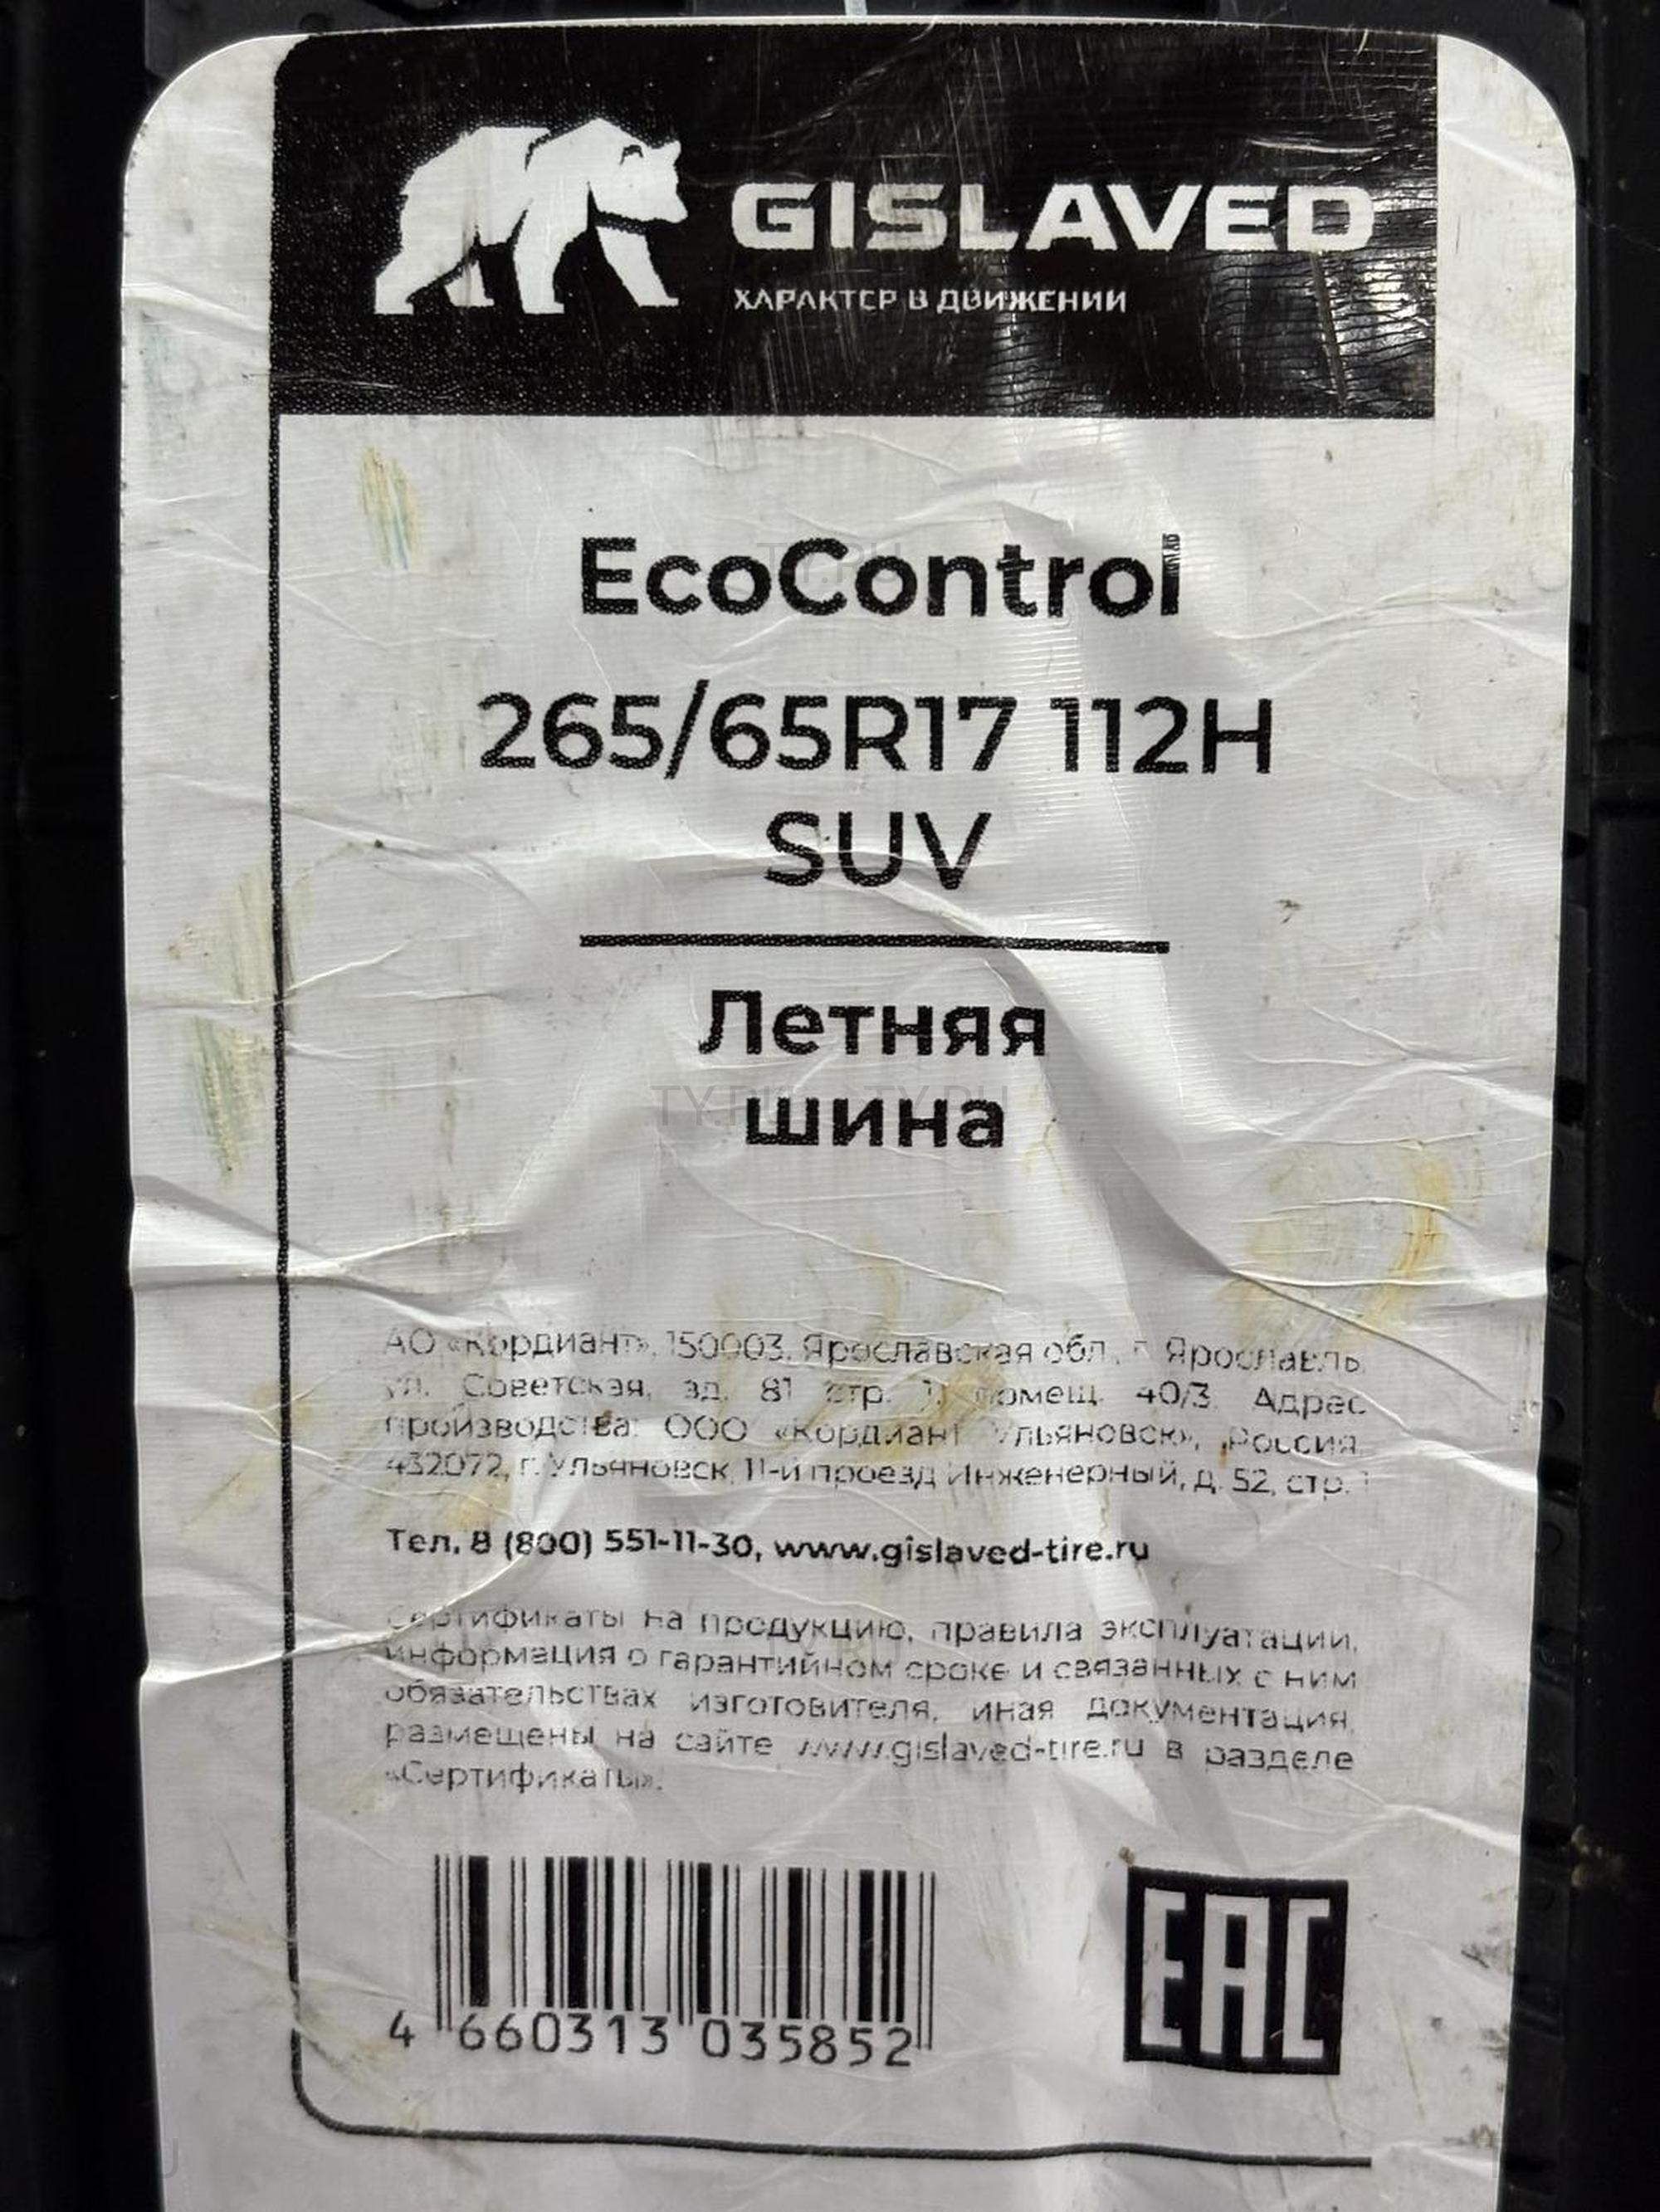 GISLAVED
ХАРАКТЕР В ДВИЖЕНИИ
EcoControl
265/65R17 112H
SUV
Летняя
шина
АО «Кордиант», 150003, Ярославская обл., г. Ярославль,
ул. Советская, зд. 81 стр. 1, помещ. 40/3. Адрес
производства: ООО «Кордиант Ульяновск», Россия,
432072, г. Ульяновск, 11-й проезд Инженерный, д. 52, стр. 1
Тел. 8 (800) 551-11-30, www.gislaved-tire.ru
Сертификаты на продукцию, правила эксплуатации,
информация о гарантийном сроке и связанных с ним
обязательствах изготовителя, иная документация,
размещены на сайте www.gislaved-tire.ru в разделе
«Сертификаты».
4 660313 035852
EAC